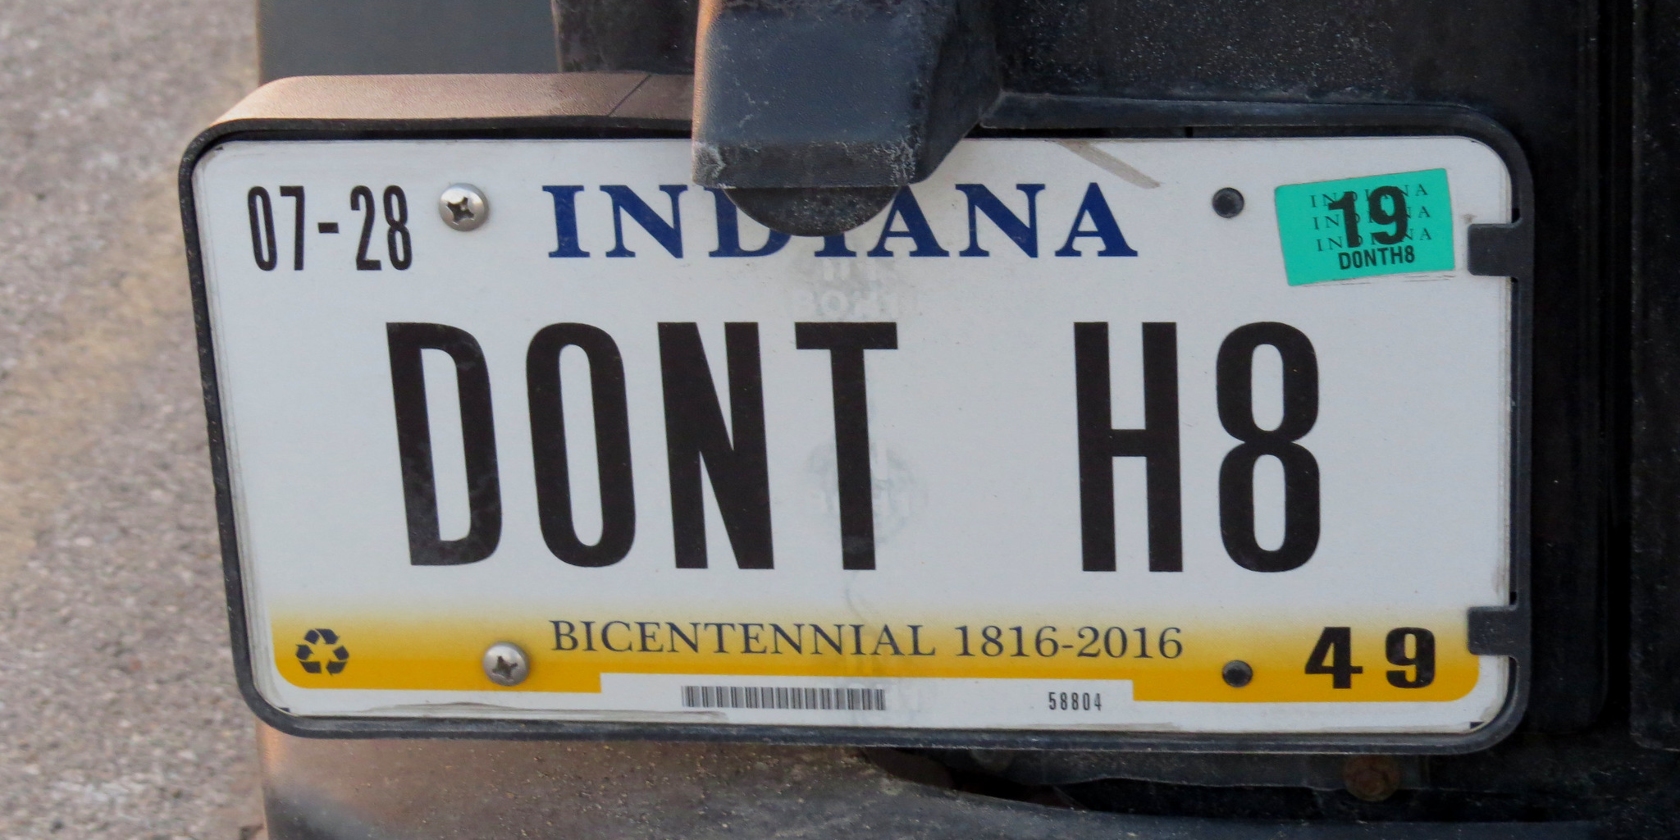 07-28
INDIANA
INDIANA
INDIANA
INDIANA
19
DONTH8
DONT H8
BICENTENNIAL 1816-2016
49
58804